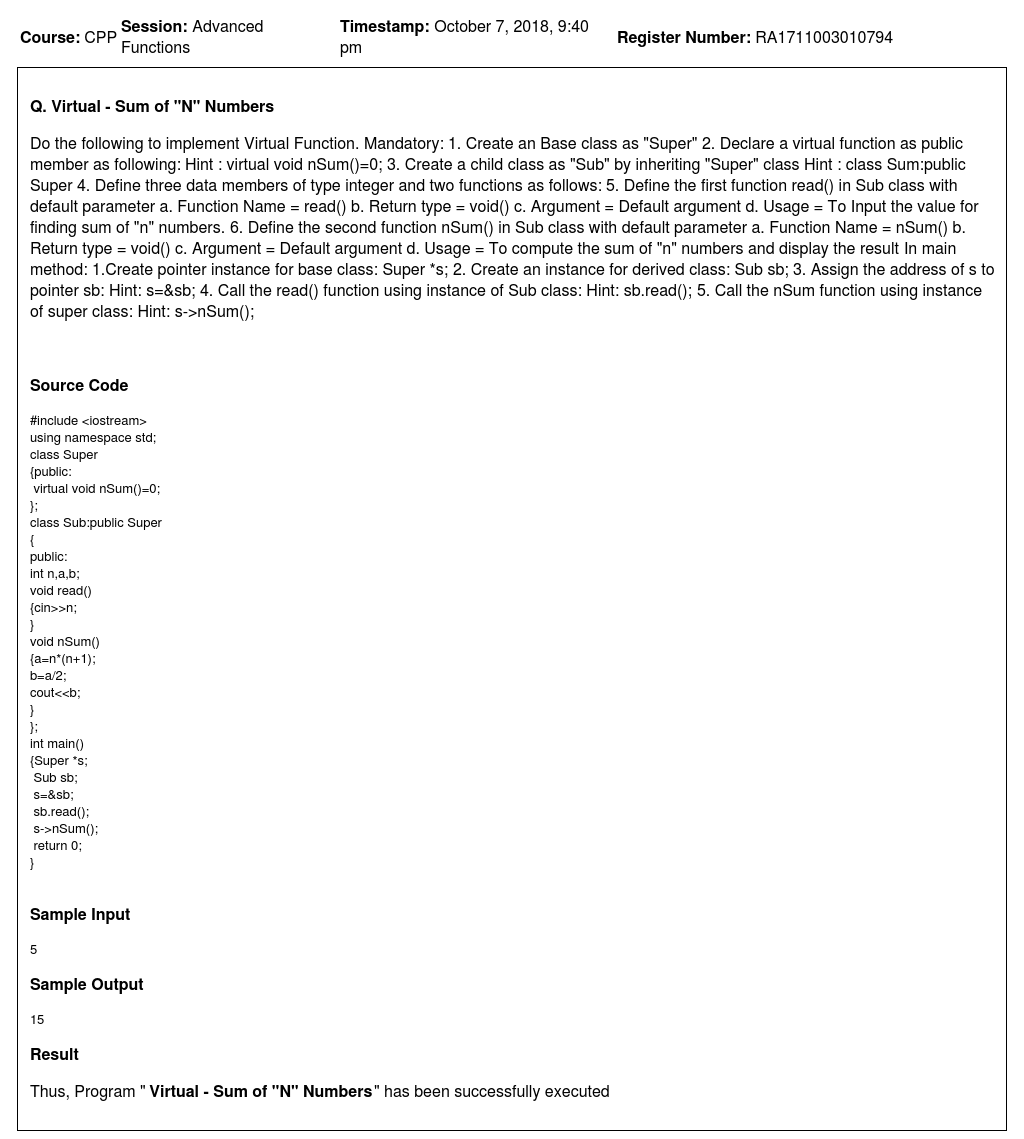 Course: CPP Session: Advanced Functions Timestamp: October 7, 2018, 9:40 pm Register Number: RA1711003010794
Q. Virtual - Sum of "N" Numbers
Do the following to implement Virtual Function. Mandatory: 1. Create an Base class as "Super" 2. Declare a virtual function as public
member as following: Hint : virtual void nSum()=0; 3. Create a child class as "Sub" by inheriting "Super" class Hint : class Sum:public
Super 4. Define three data members of type integer and two functions as follows: 5. Define the first function read() in Sub class with
default parameter a. Function Name = read() b. Return type = void() c. Argument = Default argument d. Usage = To Input the value for
finding sum of "n" numbers. 6. Define the second function nSum() in Sub class with default parameter a. Function Name = nSum() b.
Return type = void() c. Argument = Default argument d. Usage = To compute the sum of "n" numbers and display the result In main
method: 1.Create pointer instance for base class: Super *s; 2. Create an instance for derived class: Sub sb; 3. Assign the address of s to
pointer sb: Hint: s=&sb; 4. Call the read() function using instance of Sub class: Hint: sb.read(); 5. Call the nSum function using instance
of super class: Hint: s->nSum();
Source Code
#include <iostream>
using namespace std;
class Super
{public:
 virtual void nSum()=0;
};
class Sub:public Super
{
public:
int n,a,b;
void read()
{cin>>n;
}
void nSum()
{a=n*(n+1);
b=a/2;
cout<<b;
}
};
int main()
{Super *s;
 Sub sb;
 s=&sb;
 sb.read();
 s->nSum();
 return 0;
}
Sample Input
5
Sample Output
15
Result
Thus, Program " Virtual - Sum of "N" Numbers" has been successfully executed